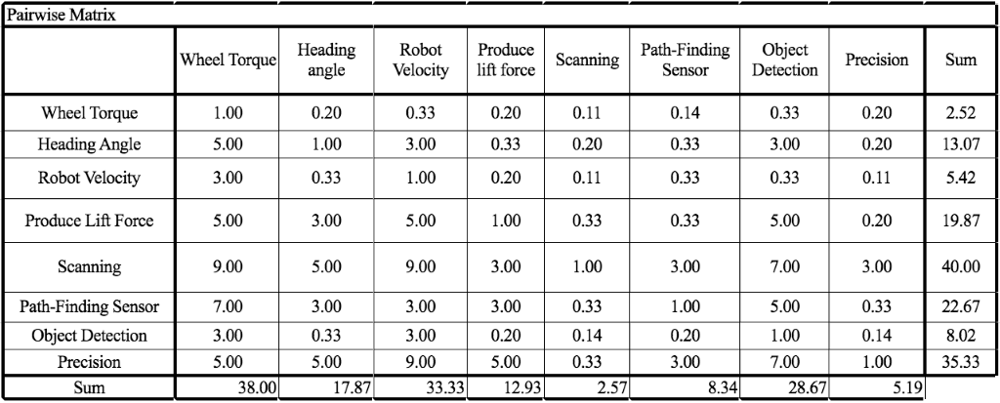 Pairwise Matrix
Wheel Torque Heading angle Robot Velocity Produce lift force Scanning Path-Finding Sensor Object Detection Precision Sum
Wheel Torque 1.00 0.20 0.33 0.20 0.11 0.14 0.33 0.20 2.52
Heading Angle 5.00 1.00 3.00 0.33 0.20 0.33 3.00 0.20 13.07
Robot Velocity 3.00 0.33 1.00 0.20 0.11 0.33 0.33 0.11 5.42
Produce Lift Force 5.00 3.00 5.00 1.00 0.33 0.33 5.00 0.20 19.87
Scanning 9.00 5.00 9.00 3.00 1.00 3.00 7.00 3.00 40.00
Path-Finding Sensor 7.00 3.00 3.00 3.00 0.33 1.00 5.00 0.33 22.67
Object Detection 3.00 0.33 3.00 0.20 0.14 0.20 1.00 0.14 8.02
Precision 5.00 5.00 9.00 5.00 0.33 3.00 7.00 1.00 35.33
Sum 38.00 17.87 33.33 12.93 2.57 8.34 28.67 5.19